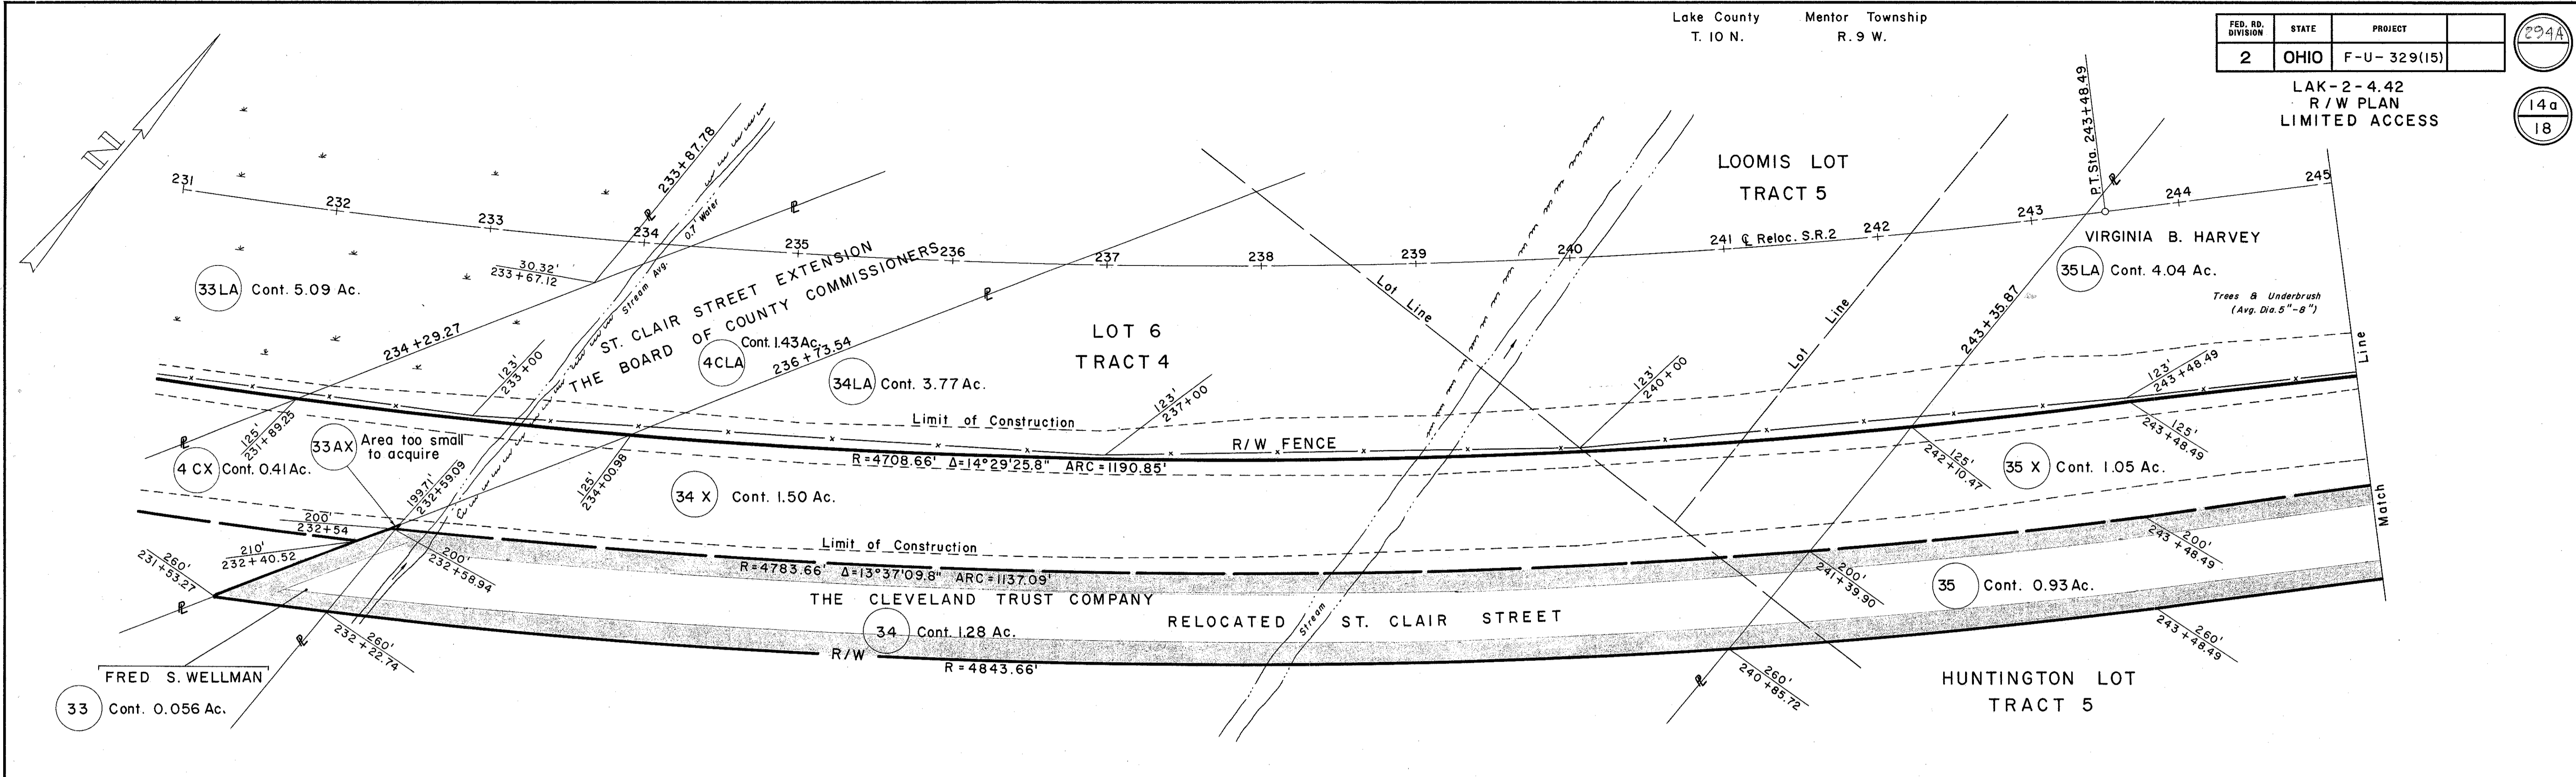 Lake County Mentor Township
T. 10 N. R. 9 W.
FED. RD. DIVISION STATE PROJECT
2 OHIO F-U-329(15)
294A
LAK-2-4.42
R/W PLAN
LIMITED ACCESS
14a
18
N
231
232
233
234
235
236
237
238
239
240
241 ℄ Reloc. S.R.2
242
243
244
245
P.T. Sta. 243+48.49
233+87.78
0.7' Water
Stream Avg.
30.32'
233+67.12
234+29.27
ST. CLAIR STREET EXTENSION
THE BOARD OF COUNTY COMMISSIONERS
4CLA Cont. 1.43 Ac.
236+73.54
33LA Cont. 5.09 Ac.
34LA Cont. 3.77 Ac.
LOT 6
TRACT 4
Lot Line
LOOMIS LOT
TRACT 5
Lot Line
243+35.87
VIRGINIA B. HARVEY
35LA Cont. 4.04 Ac.
Trees & Underbrush
(Avg. Dia. 5"-8")
Match Line
123'
233+00
123'
237+00
123'
240+00
123'
243+48.49
Limit of Construction
R/W FENCE
R=4708.66' Δ=14°29'25.8" ARC=1190.85'
125'
231+89.25
125'
234+00.98
125'
242+10.47
125'
243+48.49
4 CX Cont. 0.41 Ac.
33AX Area too small
to acquire
34 X Cont. 1.50 Ac.
35 X Cont. 1.05 Ac.
199.71'
232+59.09
200'
232+54
210'
232+40.52
260'
231+53.27
200'
232+58.94
260'
232+22.74
Limit of Construction
R=4783.66' Δ=13°37'09.8" ARC=1137.09'
THE CLEVELAND TRUST COMPANY
34 Cont. 1.28 Ac.
R/W
R=4843.66'
Stream
RELOCATED ST. CLAIR STREET
200'
241+39.90
200'
243+48.49
35 Cont. 0.93 Ac.
260'
240+85.72
260'
243+48.49
FRED S. WELLMAN
33 Cont. 0.056 Ac.
HUNTINGTON LOT
TRACT 5